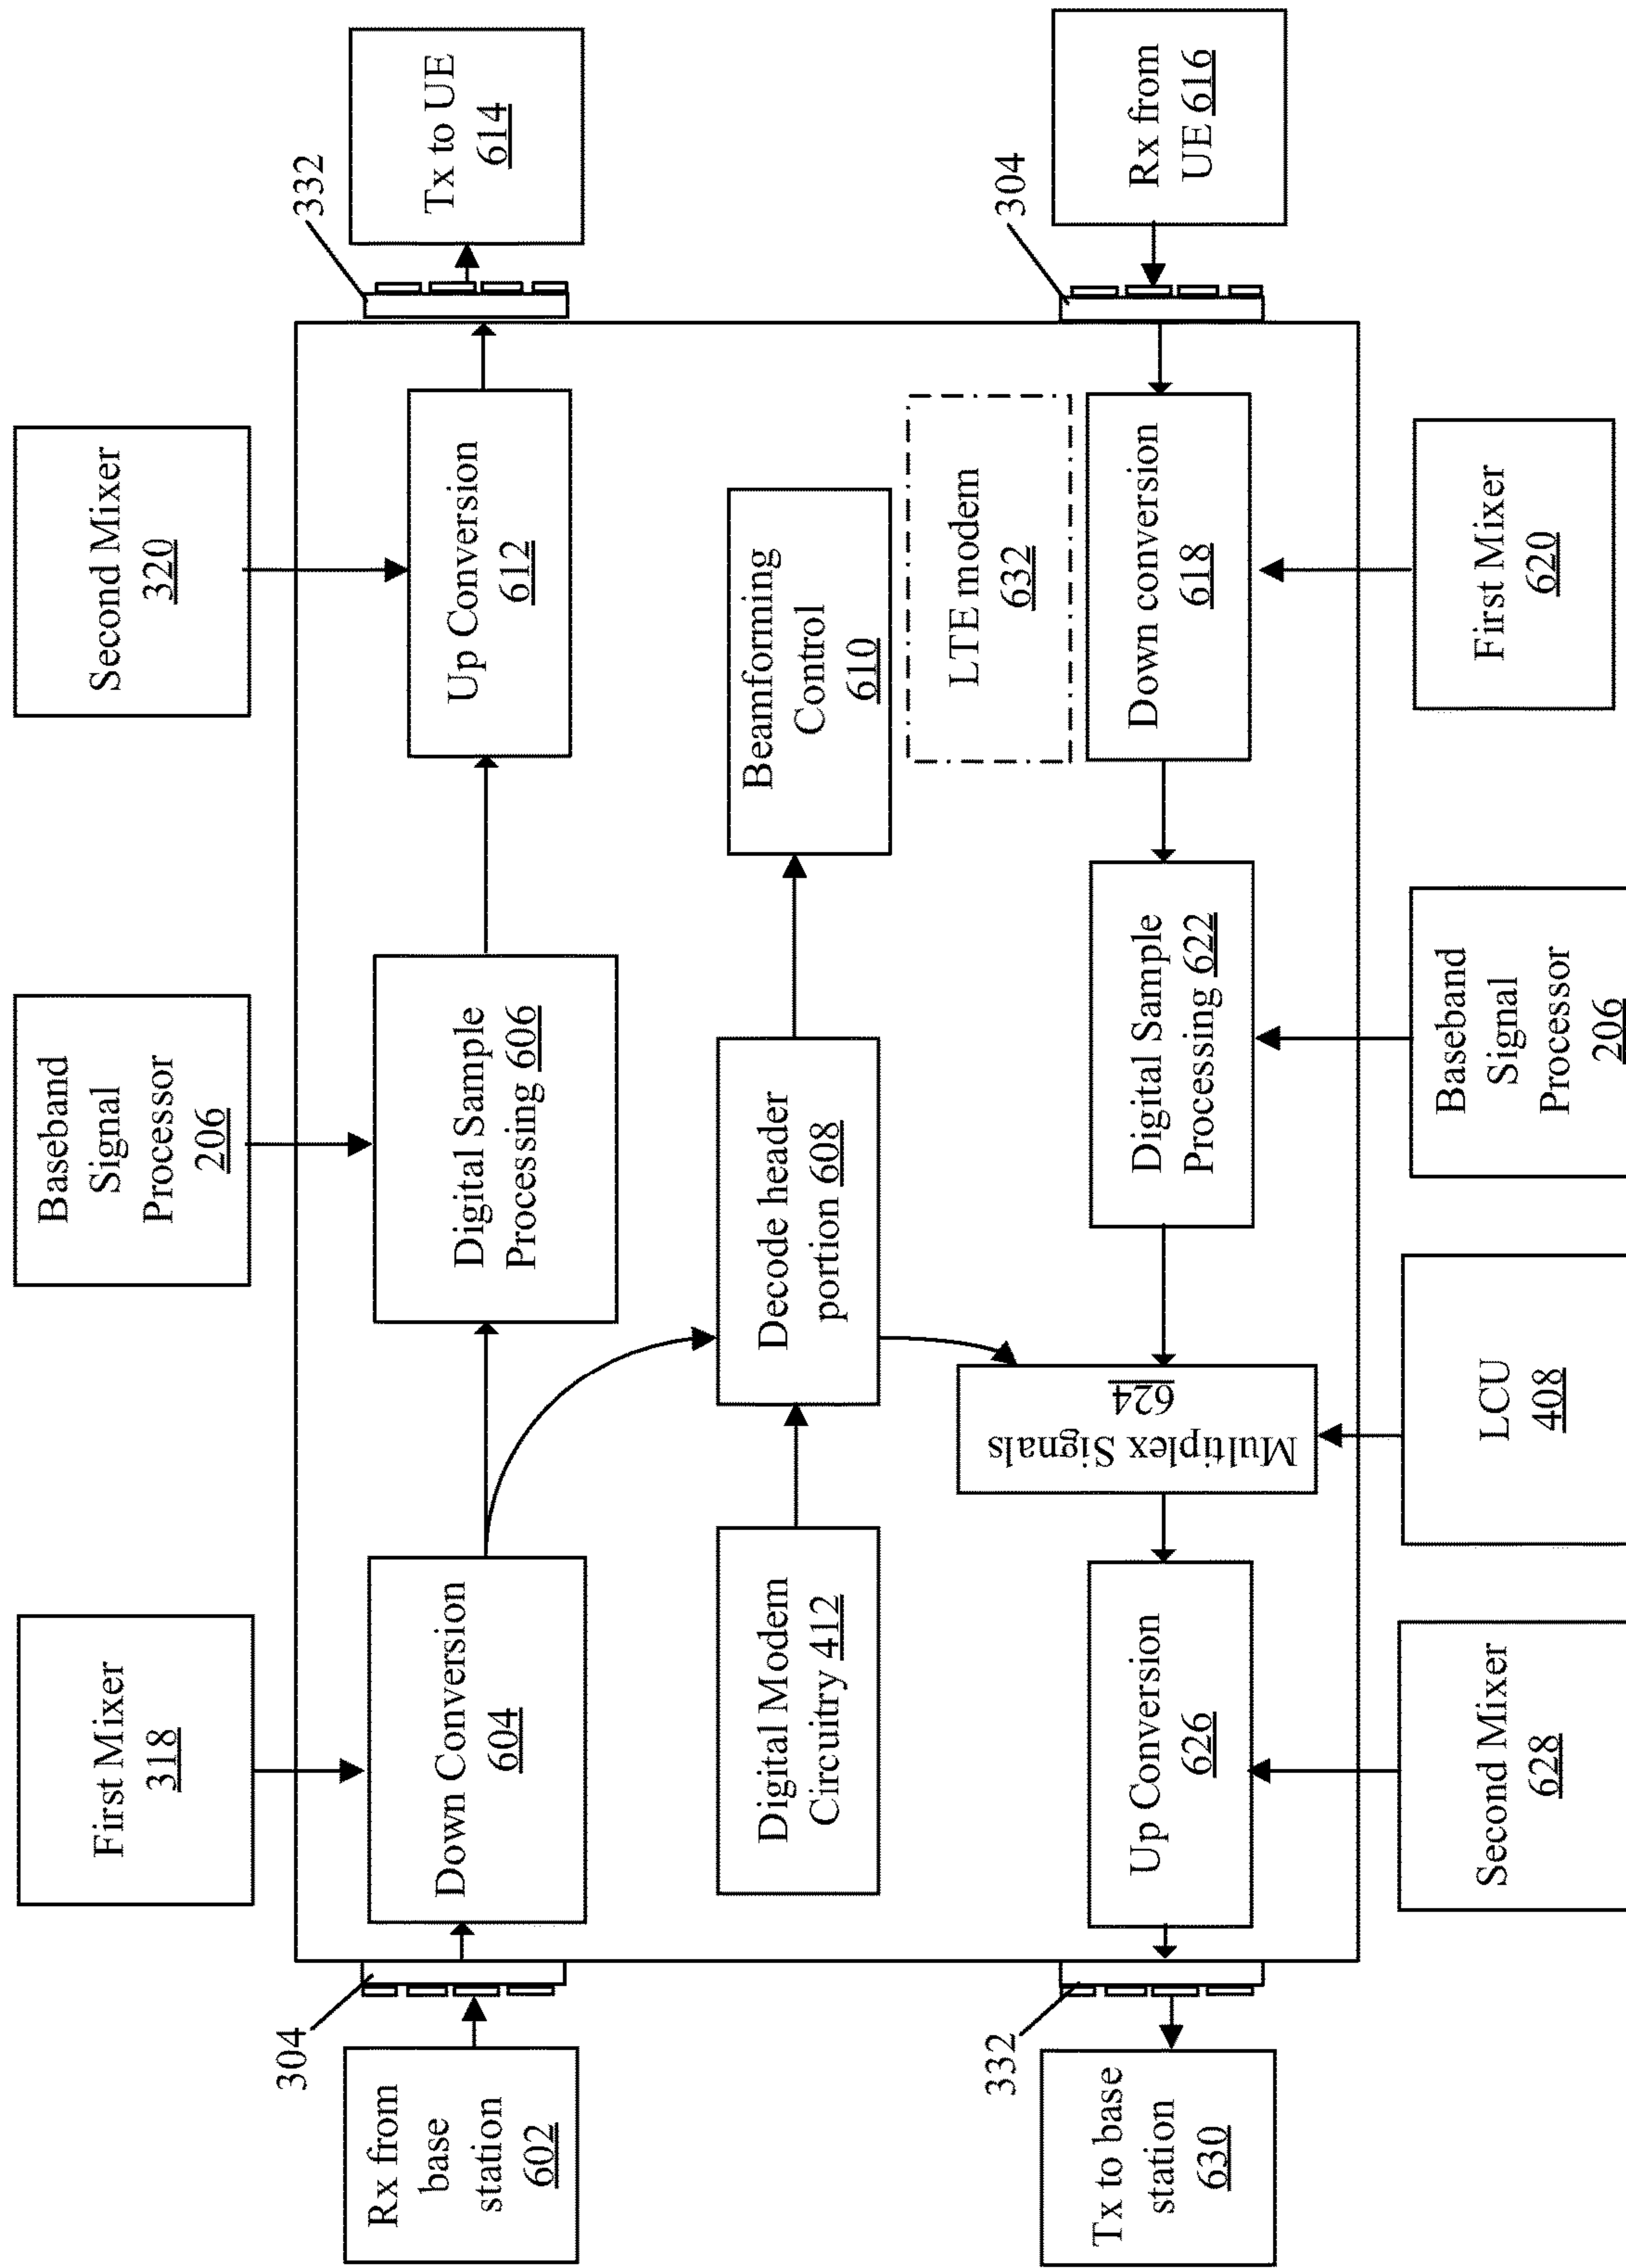 First Mixer
318
Baseband
Signal
Processor
206
Second Mixer
320
304
332
Rx from
base
station
602
Down Conversion
604
Digital Sample
Processing 606
Up Conversion
612
Tx to UE
614
Digital Modem
Circuitry 412
Decode header
portion 608
Beamforming
Control
610
LTE modem
632
332
304
Tx to base
station
630
Up Conversion
626
Multiplex Signals
624
Digital Sample
Processing 622
Down conversion
618
Rx from
UE 616
Second Mixer
628
LCU
408
Baseband
Signal
Processor
206
First Mixer
620